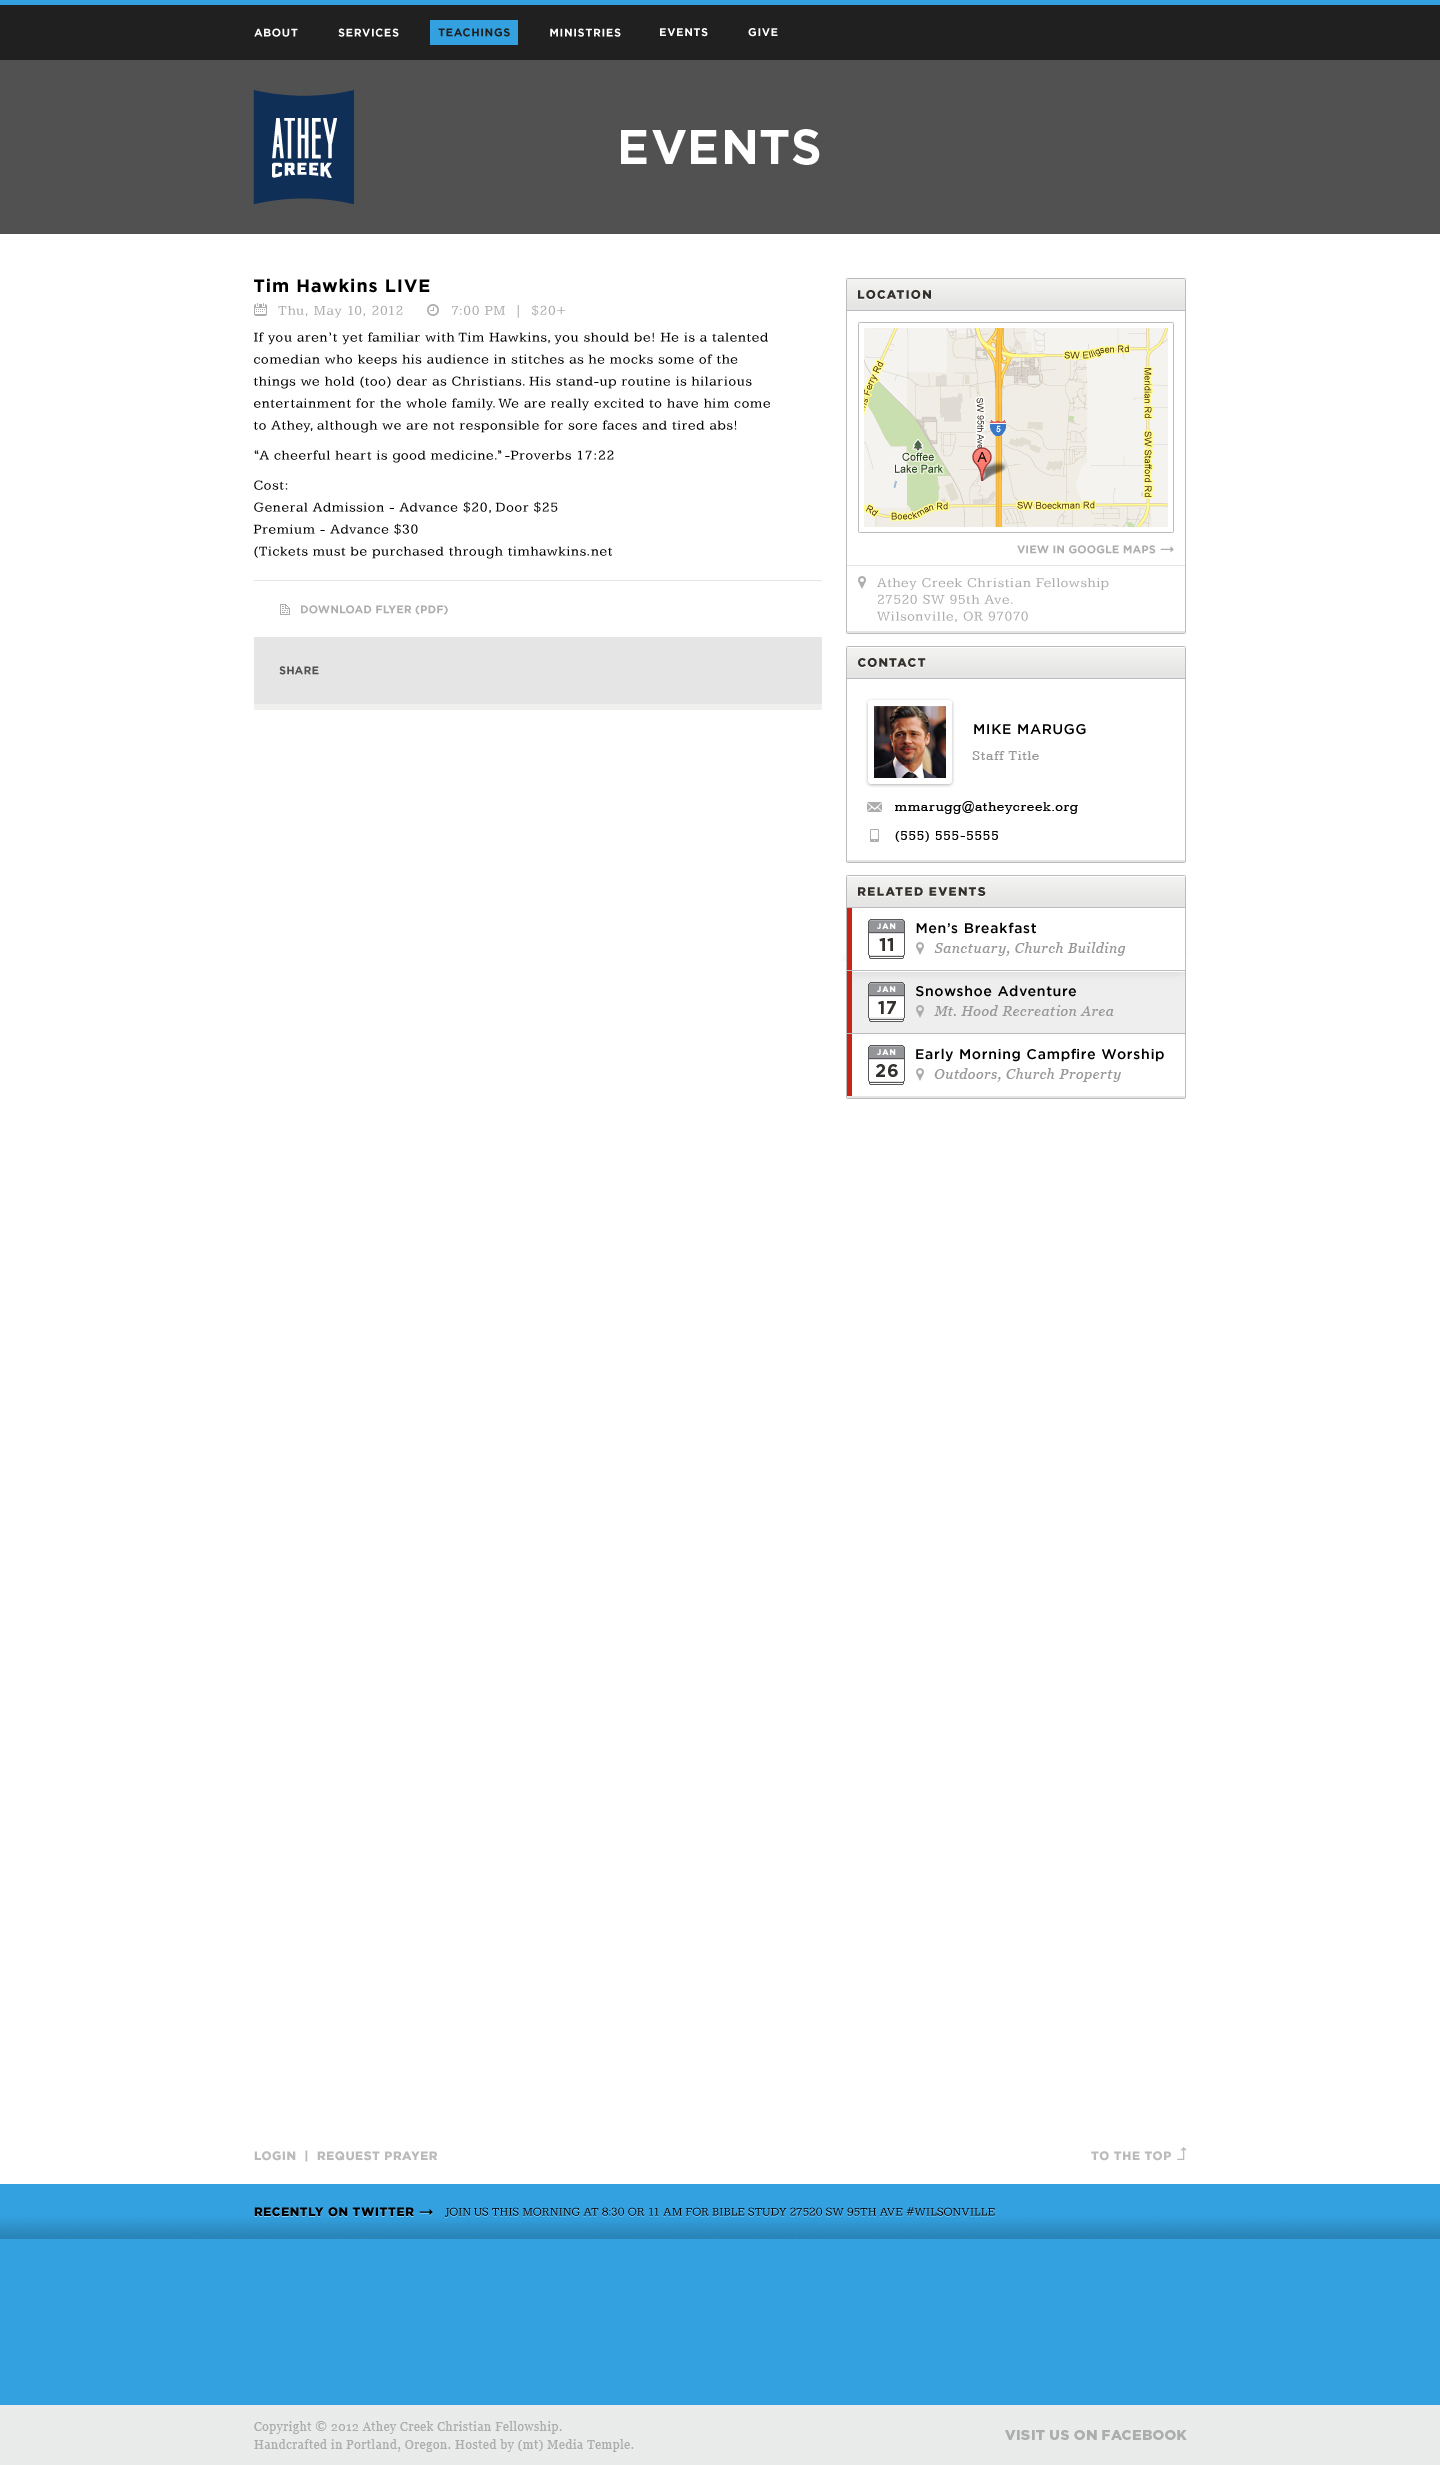 ABOUT SERVICES TEACHINGS MINISTRIES EVENTS GIVE
ATHEY
CREEK
EVENTS
Tim Hawkins LIVE
Thu, May 10, 2012 7:00 PM | $20+
If you aren’t yet familiar with Tim Hawkins, you should be! He is a talented
comedian who keeps his audience in stitches as he mocks some of the
things we hold (too) dear as Christians. His stand-up routine is hilarious
entertainment for the whole family. We are really excited to have him come
to Athey, although we are not responsible for sore faces and tired abs!
“A cheerful heart is good medicine.” -Proverbs 17:22
Cost:
General Admission - Advance $20, Door $25
Premium - Advance $30
(Tickets must be purchased through timhawkins.net
DOWNLOAD FLYER (PDF)
SHARE
LOCATION
SW Elligsen Rd
s Ferry Rd
Meridian Rd
SW 95th Ave
5
SW Stafford Rd
A
Coffee
Lake Park
Rd
Boeckman Rd
SW Boeckman Rd
VIEW IN GOOGLE MAPS →
Athey Creek Christian Fellowship
27520 SW 95th Ave.
Wilsonville, OR 97070
CONTACT
MIKE MARUGG
Staff Title
mmarugg@atheycreek.org
(555) 555-5555
RELATED EVENTS
JAN
11
Men’s Breakfast
Sanctuary, Church Building
JAN
17
Snowshoe Adventure
Mt. Hood Recreation Area
JAN
26
Early Morning Campfire Worship
Outdoors, Church Property
LOGIN | REQUEST PRAYER
TO THE TOP
RECENTLY ON TWITTER → JOIN US THIS MORNING AT 8:30 OR 11 AM FOR BIBLE STUDY 27520 SW 95TH AVE #WILSONVILLE
Copyright © 2012 Athey Creek Christian Fellowship.
Handcrafted in Portland, Oregon. Hosted by (mt) Media Temple.
VISIT US ON FACEBOOK